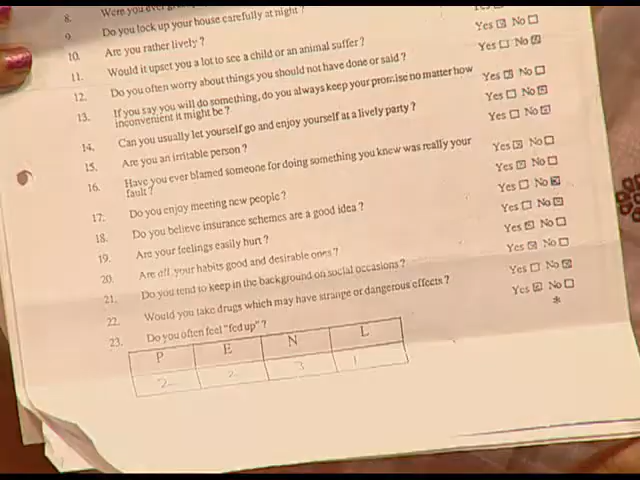 8. Were you ever
9. Do you lock up your house carefully at night?
10. Are you rather lively? Yes No
11. Would it upset you a lot to see a child or an animal suffer? Yes No
12. Do you often worry about things you should not have done or said?
13. If you say you will do something, do you always keep your promise no matter how Yes No
inconvenient it might be? Yes No
14. Can you usually let yourself go and enjoy yourself at a lively party? Yes No
15. Are you an irritable person?
16. Have you ever blamed someone for doing something you knew was really your Yes No
fault? Yes No
17. Do you enjoy meeting new people? Yes No
18. Do you believe insurance schemes are a good idea? Yes No
19. Are your feelings easily hurt? Yes No
20. Are all your habits good and desirable ones? Yes No
21. Do you tend to keep in the background on social occasions? Yes No
22. Would you take drugs which may have strange or dangerous effects? Yes No
23. Do you often feel "fed up"? *
P E N L
2 2 3 1